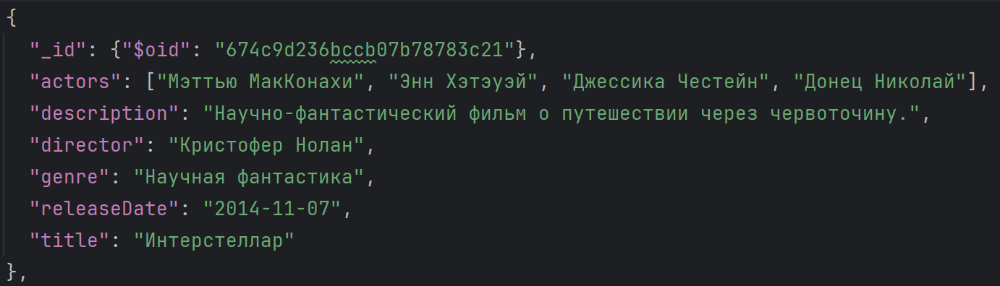 {
"_id": {"$oid": "674c9d236bccb07b78783c21"},
"actors": ["Мэттью МакКонахи", "Энн Хэтэуэй", "Джессика Честейн", "Донец Николай"],
"description": "Научно-фантастический фильм о путешествии через червоточину.",
"director": "Кристофер Нолан",
"genre": "Научная фантастика",
"releaseDate": "2014-11-07",
"title": "Интерстеллар"
},